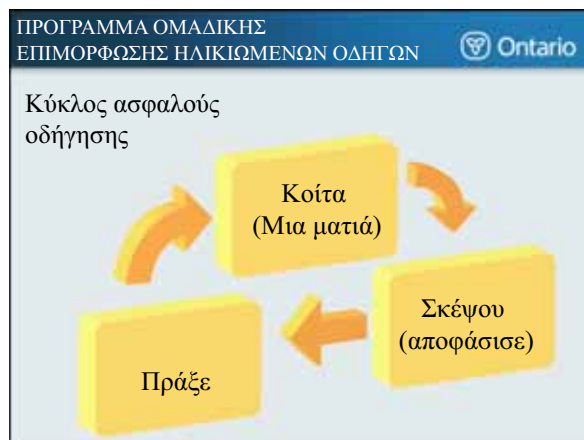 ΠΡΟΓΡΑΜΜΑ ΟΜΑΔΙΚΗΣ
ΕΠΙΜΟΡΦΩΣΗΣ ΗΛΙΚΙΩΜΕΝΩΝ ΟΔΗΓΩΝ
Ontario
Κύκλος ασφαλούς
οδήγησης
Κοίτα
(Μια ματιά)
Σκέψου
(αποφάσισε)
Πράξε